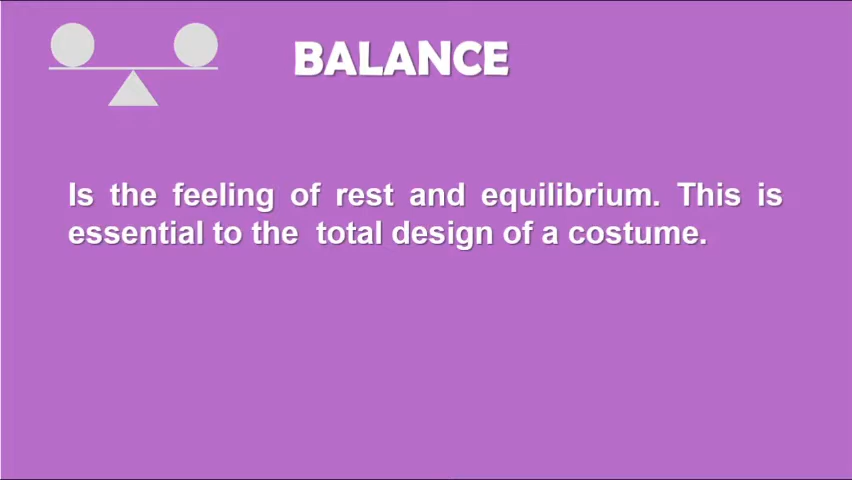 BALANCE
Is the feeling of rest and equilibrium. This is
essential to the total design of a costume.